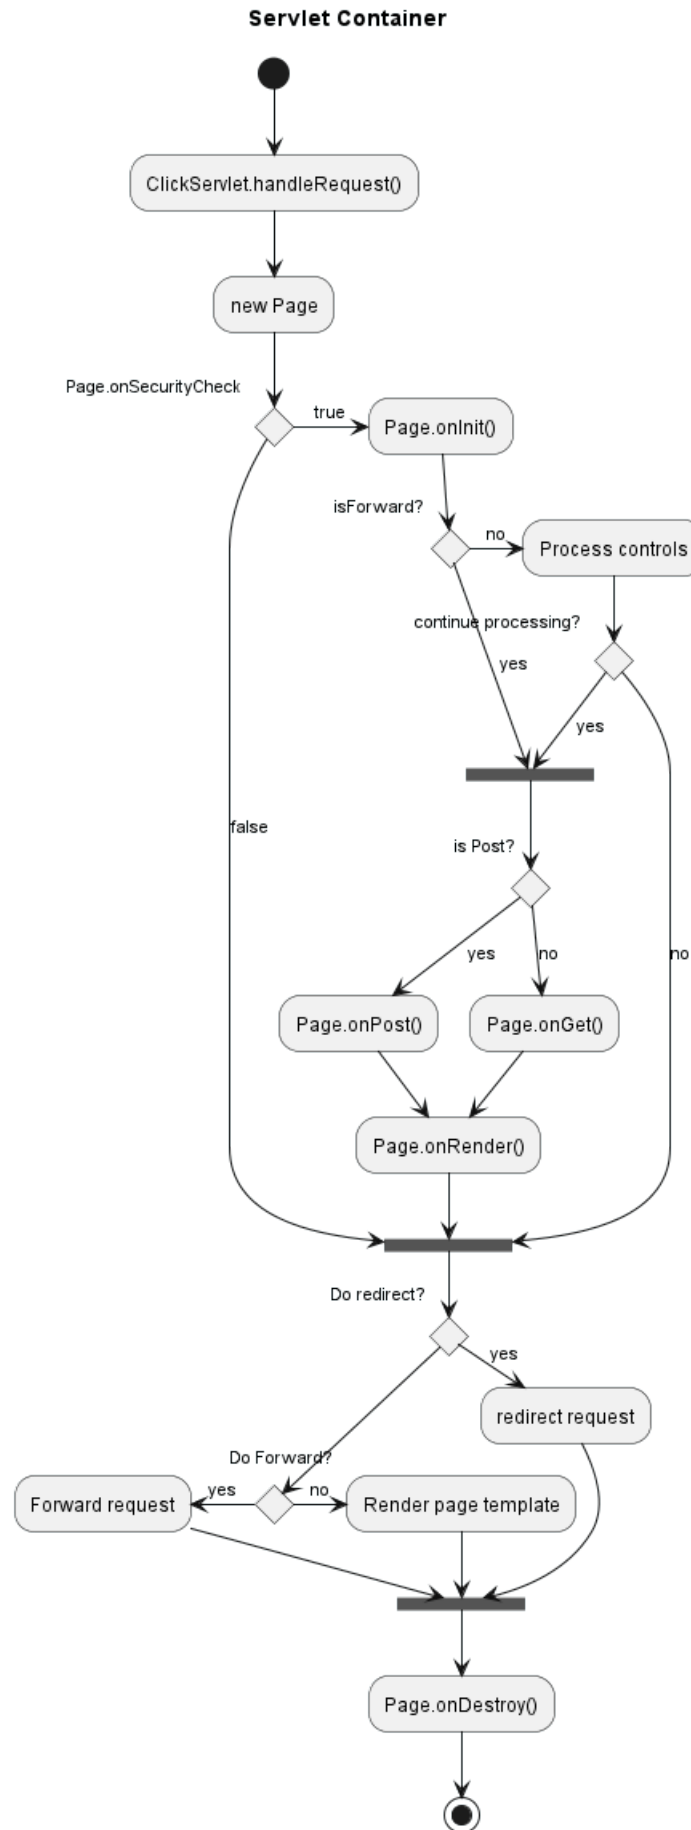 Servlet Container
ClickServlet.handleRequest()
new Page
Page.onSecurityCheck
true
Page.onInit()
isForward?
no
Process controls
continue processing?
yes
yes
false
is Post?
yes
no
no
Page.onPost()
Page.onGet()
Page.onRender()
Do redirect?
yes
redirect request
Do Forward?
yes
no
Forward request
Render page template
Page.onDestroy()